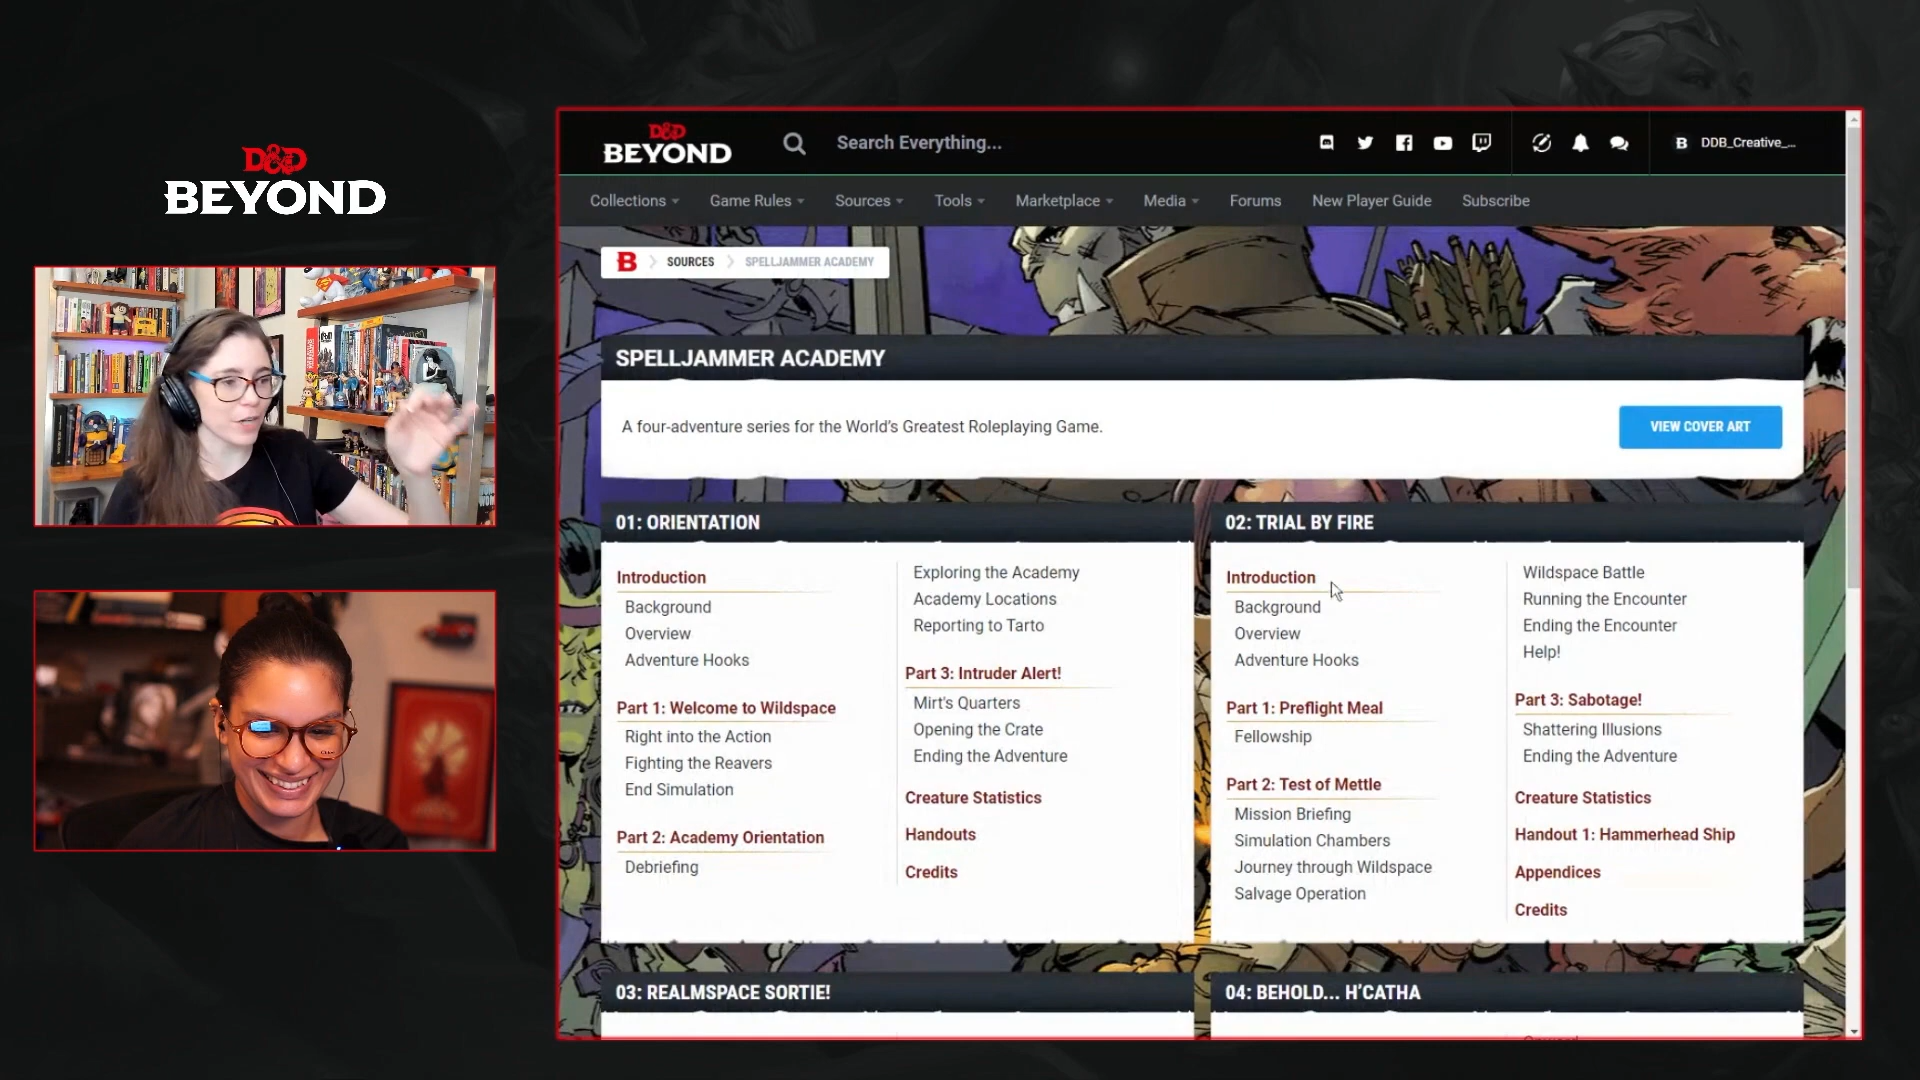 D&D
BEYOND
D&D
BEYOND
Search Everything...
B
DDB_Creative_...
Collections
Game Rules
Sources
Tools
Marketplace
Media
Forums
New Player Guide
Subscribe
B
SOURCES
SPELLJAMMER ACADEMY
SPELLJAMMER ACADEMY
A four-adventure series for the World's Greatest Roleplaying Game.
VIEW COVER ART
01: ORIENTATION
Introduction
Background
Overview
Adventure Hooks
Part 1: Welcome to Wildspace
Right into the Action
Fighting the Reavers
End Simulation
Part 2: Academy Orientation
Debriefing
Exploring the Academy
Academy Locations
Reporting to Tarto
Part 3: Intruder Alert!
Mirt's Quarters
Opening the Crate
Ending the Adventure
Creature Statistics
Handouts
Credits
02: TRIAL BY FIRE
Introduction
Background
Overview
Adventure Hooks
Part 1: Preflight Meal
Fellowship
Part 2: Test of Mettle
Mission Briefing
Simulation Chambers
Journey through Wildspace
Salvage Operation
Wildspace Battle
Running the Encounter
Ending the Encounter
Help!
Part 3: Sabotage!
Shattering Illusions
Ending the Adventure
Creature Statistics
Handout 1: Hammerhead Ship
Appendices
Credits
03: REALMSPACE SORTIE!
04: BEHOLD... H'CATHA